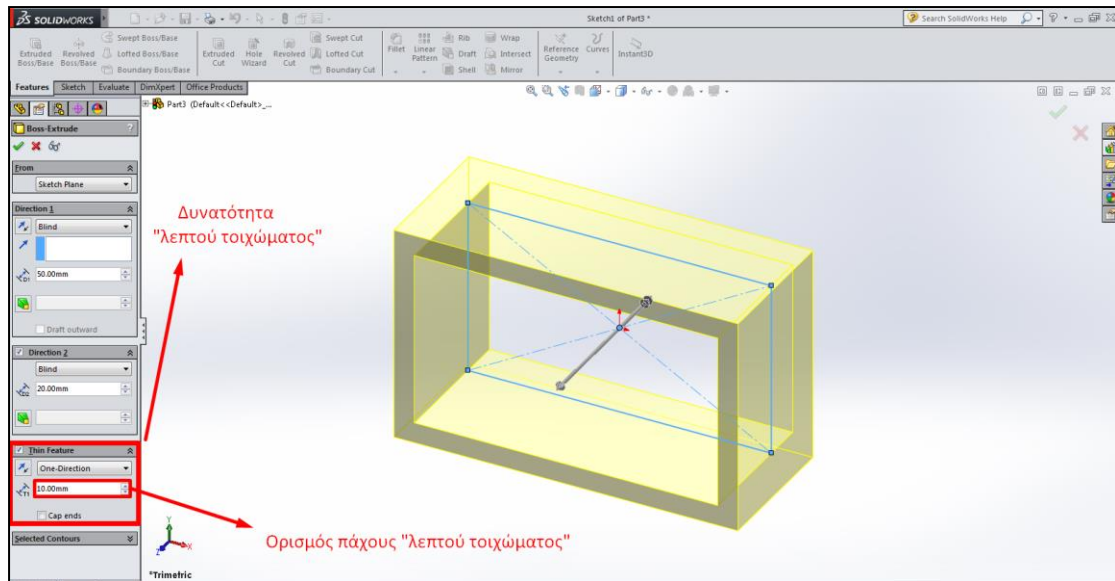 SOLIDWORKS
Sketch1 of Part3 *
Search SolidWorks Help
Extruded Boss/Base
Revolved Boss/Base
Swept Boss/Base
Lofted Boss/Base
Boundary Boss/Base
Extruded Cut
Hole Wizard
Revolved Cut
Swept Cut
Lofted Cut
Boundary Cut
Fillet
Linear Pattern
Rib
Draft
Shell
Wrap
Intersect
Mirror
Reference Geometry
Curves
Instant3D
Features
Sketch
Evaluate
DimXpert
Office Products
Part3 (Default<<Default>_...
Boss-Extrude
?
From
Sketch Plane
Direction 1
Blind
D1
50.00mm
Draft outward
Direction 2
Blind
D2
20.00mm
Thin Feature
One-Direction
T1
10.00mm
Cap ends
Selected Contours
Δυνατότητα
"λεπτού τοιχώματος"
Ορισμός πάχους "λεπτού τοιχώματος"
Y
X
Z
*Trimetric